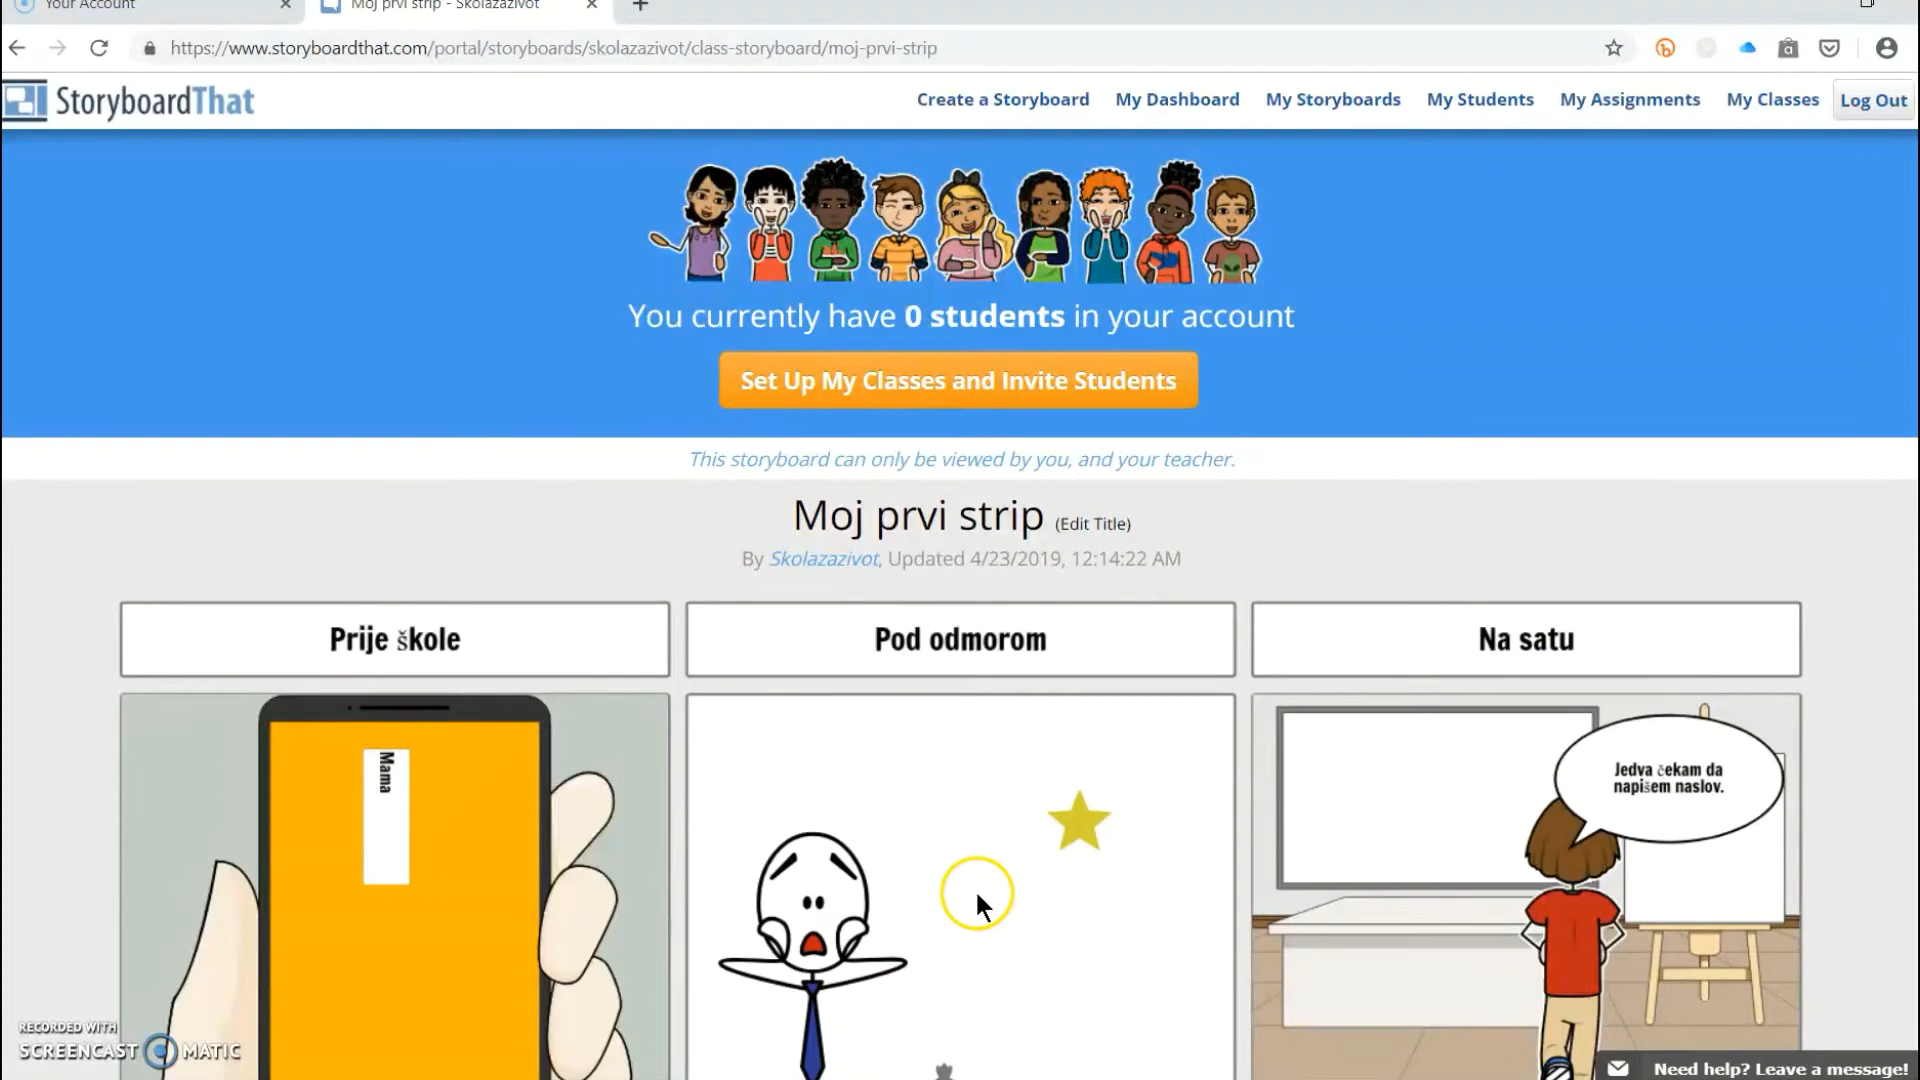 Your Account
Moj prvi strip - Skolazazivot
https://www.storyboardthat.com/portal/storyboards/skolazazivot/class-storyboard/moj-prvi-strip
StoryboardThat
Create a Storyboard
My Dashboard
My Storyboards
My Students
My Assignments
My Classes
Log Out
You currently have 0 students in your account
Set Up My Classes and Invite Students
This storyboard can only be viewed by you, and your teacher.
Moj prvi strip (Edit Title)
By Skolazazivot, Updated 4/23/2019, 12:14:22 AM
Prije škole
Pod odmorom
Na satu
Mama
Jedva čekam da
napišem naslov.
RECORDED WITH
SCREENCAST MATIC
Need help? Leave a message!